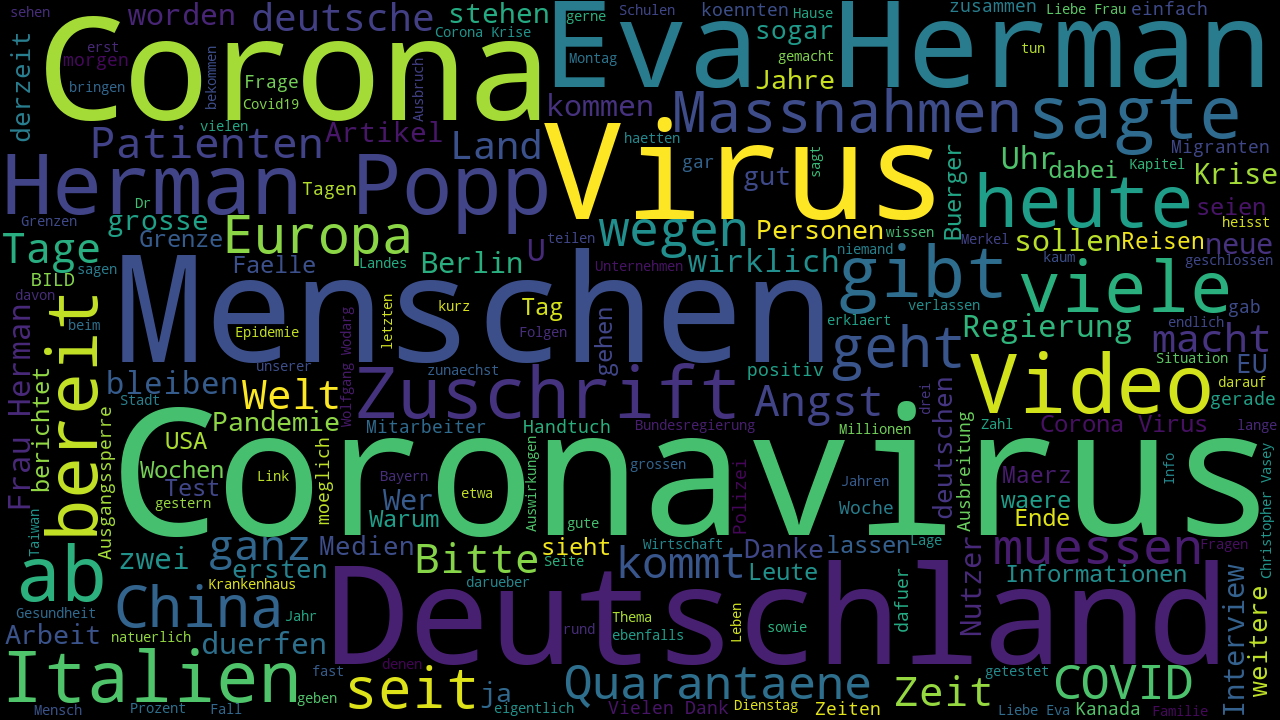 sehen
worden
deutsche
stehen
gerne
Schulen
koennten
Hause
zusammen
Liebe Frau
einfach
Corona
Eva
Herman
Corona Krise
sogar
erst
morgen
derzeit
bringen
Frage
Covid19
bekommen
Ausbruch
Montag
gemacht
Jahre
tun
kommen
Massnahmen
sagte
vielen
Patienten
Artikel
Land
Virus
haetten
sagt
Migranten
Herman
Popp
Tagen
gar
gut
Buerger
Uhr
dabei
Kapitel
Krise
heute
Grenzen
Dr
grosse
Grenze
Europa
wegen
Personen
wissen
seien
heisst
Tage
sagen
BILD
davon
Faelle
Landes
Berlin
U
teilen
Unternehmen
wirklich
niemand
Merkel
sollen
Reisen
kaum
neue
geschlossen
Menschen
gibt
viele
gab
beim
bereit
Epidemie
kurz
letzten
Tag
Folgen
gehen
verlassen
erklaert
Regierung
endlich
macht
Frau Herman
berichtet
bleiben
Stadt
unserer
Welt
Wolfgang Wodarg
zunaechst
Zuschrift
positiv
Angst
geht
drei
deutschen
Video
Situation
EU
darauf
gerade
Pandemie
Mitarbeiter
Handtuch
Bundesregierung
Millionen
Zahl
Corona Virus
lange
Coronavirus
USA
Wochen
Test
gestern
Link
moeglich
Bayern
Wer
Warum
etwa
Auswirkungen
grossen
gute
Polizei
Jahren
Woche
Ausbreitung
Maerz
waere
Ende
Info
Christopher Vasey
Ausgangssperre
Taiwan
ab
zwei
ganz
ersten
Medien
Bitte
sieht
Seite
Wirtschaft
kommt
Danke
Leute
lassen
Lage
muessen
Fragen
Krankenhaus
darueber
dafuer
Nutzer
Informationen
Interview
weitere
Gesundheit
Arbeit
China
natuerlich
duerfen
Jahr
Deutschland
Thema
rund
ebenfalls
Leben
sowie
Italien
fast
denen
geben
seit
ja
Quarantaene
Zeit
getestet
COVID
Mensch
Prozent
Fall
eigentlich
Vielen Dank
Dienstag
Zeiten
Liebe Eva
Kanada
Familie